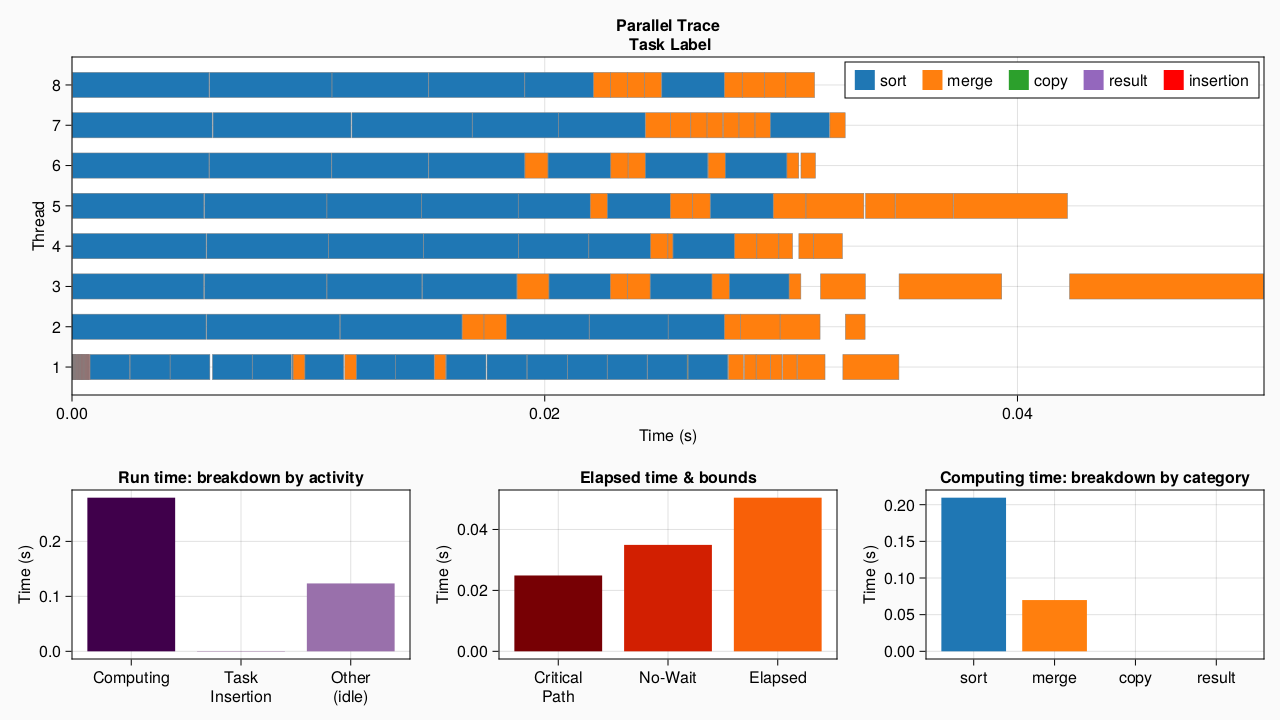 Parallel Trace
Task Label
sort merge copy result insertion
Thread
8
7
6
5
4
3
2
1
0.00 0.02 0.04
Time (s)
Run time: breakdown by activity
Time (s)
0.2
0.1
0.0
Computing Task Insertion Other (idle)
Elapsed time & bounds
Time (s)
0.04
0.02
0.00
Critical Path No-Wait Elapsed
Computing time: breakdown by category
Time (s)
0.20
0.15
0.10
0.05
0.00
sort merge copy result